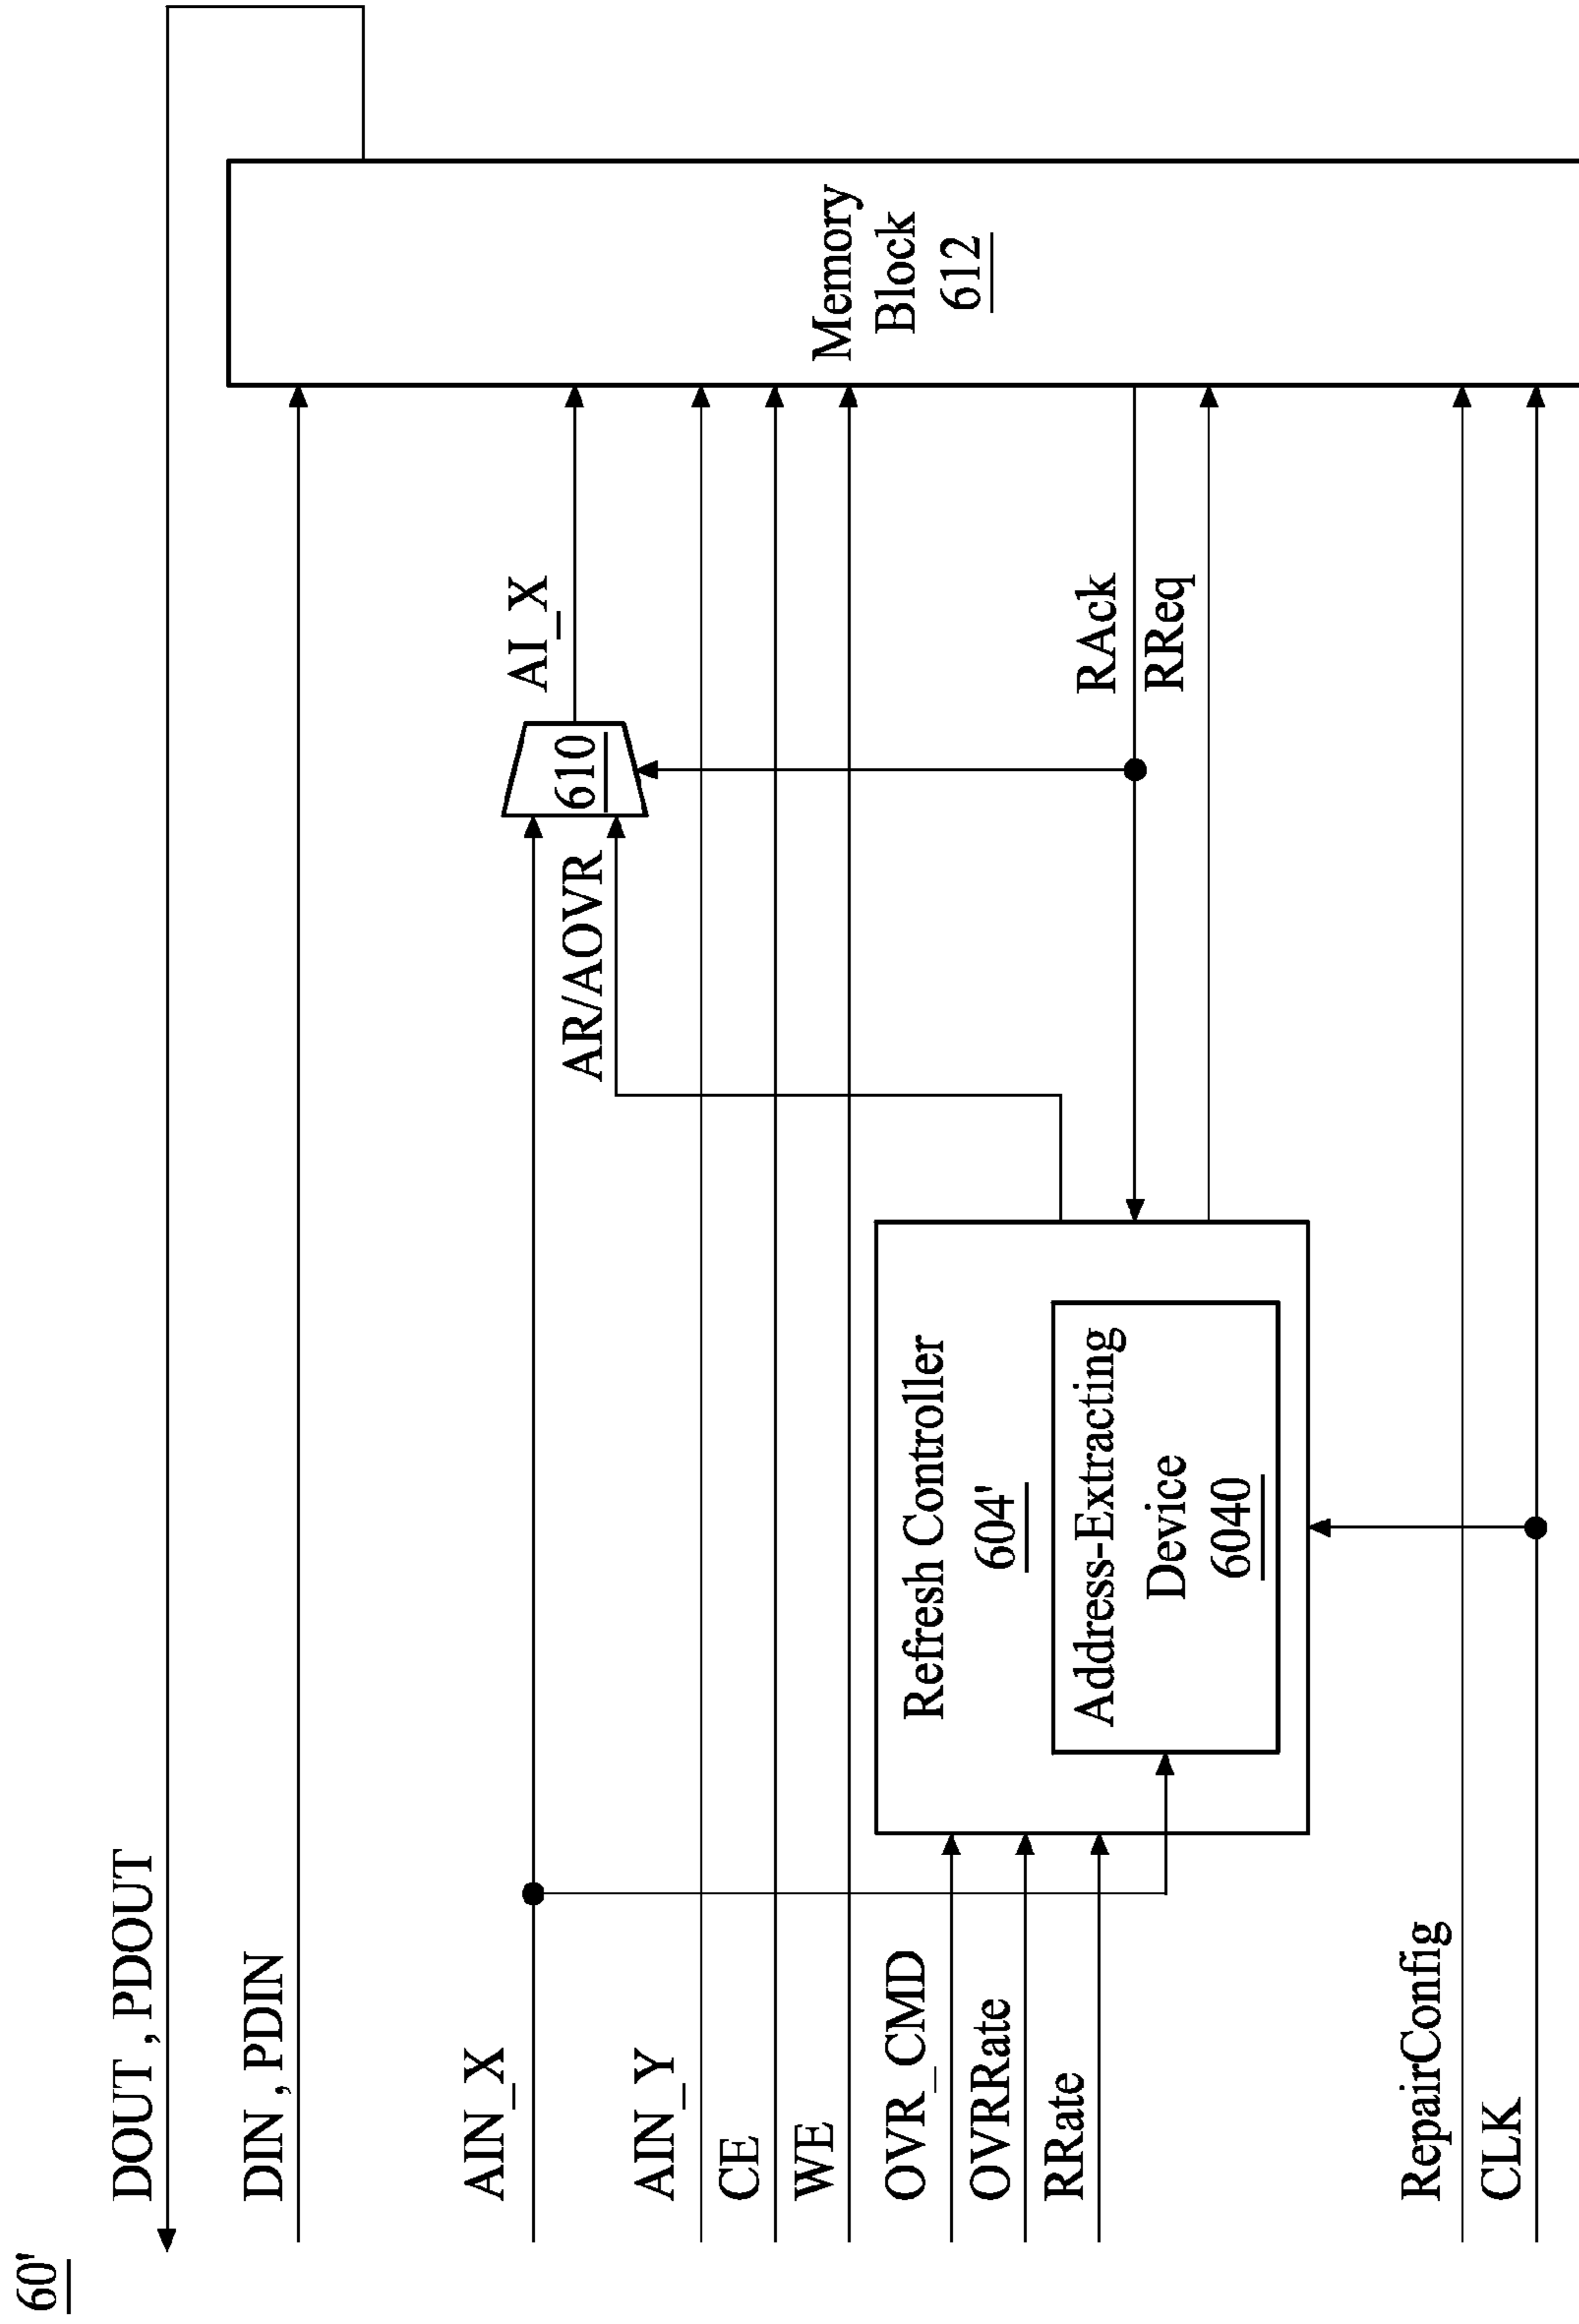 60'
DOUT , PDOUT
DIN , PDIN
AIN_X
AR/AOVR
610
AI_X
AIN_Y
CE
WE
Memory
Block
612
OVR_CMD
OVRRate
RRate
Refresh Controller
604'
Address-Extracting
Device
6040
RAck
RReq
RepairConfig
CLK